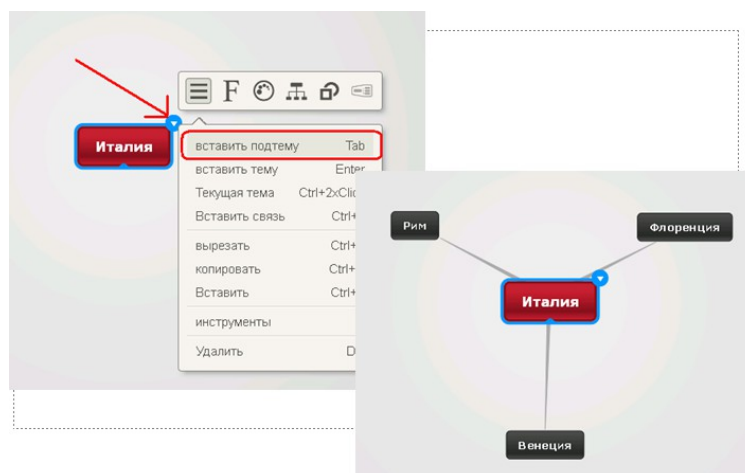 F
Италия
вставить подтему Tab
вставить тему Enter
Текущая тема Ctrl+2xClic
Вставить связь Ctrl+
вырезать Ctrl+
копировать Ctrl+
Вставить Ctrl+
инструменты
Удалить D
Рим
Флоренция
Италия
Венеция